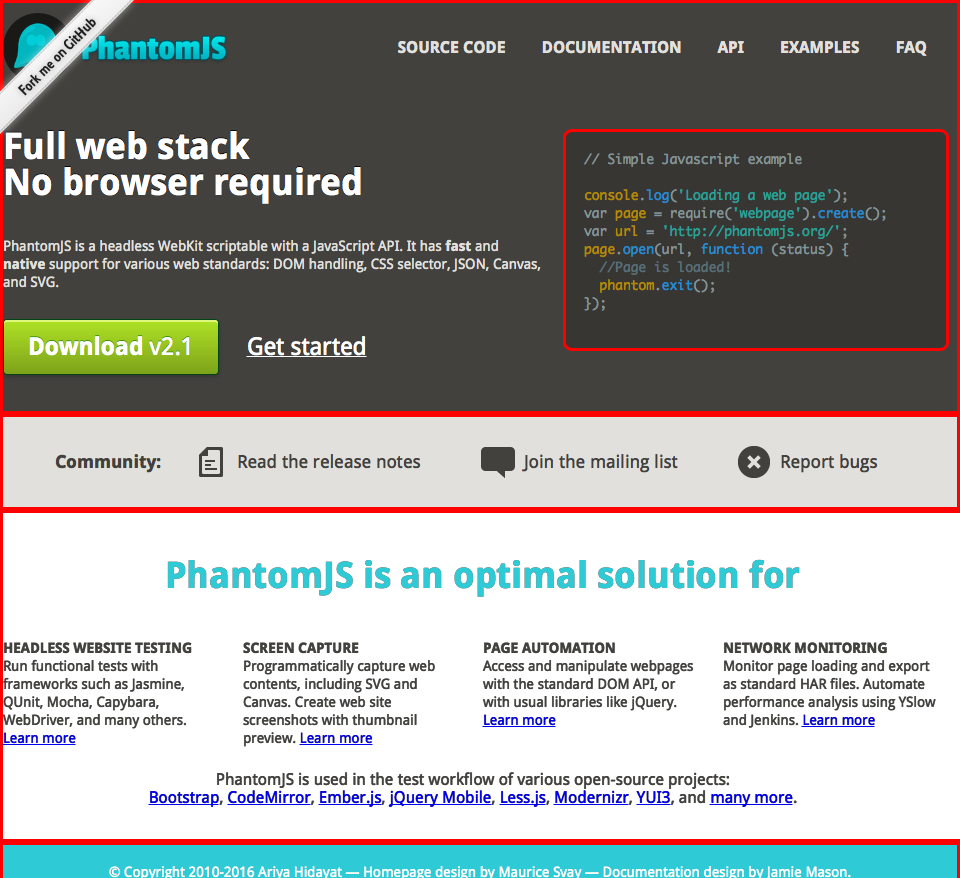 Fork me on GitHub
PhantomJS
SOURCE CODE DOCUMENTATION API EXAMPLES FAQ
Full web stack
No browser required
PhantomJS is a headless WebKit scriptable with a JavaScript API. It has fast and
native support for various web standards: DOM handling, CSS selector, JSON, Canvas,
and SVG.
Download v2.1
Get started
// Simple Javascript example
console.log('Loading a web page');
var page = require('webpage').create();
var url = 'http://phantomjs.org/';
page.open(url, function (status) {
  //Page is loaded!
  phantom.exit();
});
Community: Read the release notes Join the mailing list Report bugs
PhantomJS is an optimal solution for
HEADLESS WEBSITE TESTING
Run functional tests with
frameworks such as Jasmine,
QUnit, Mocha, Capybara,
WebDriver, and many others.
Learn more
SCREEN CAPTURE
Programmatically capture web
contents, including SVG and
Canvas. Create web site
screenshots with thumbnail
preview. Learn more
PAGE AUTOMATION
Access and manipulate webpages
with the standard DOM API, or
with usual libraries like jQuery.
Learn more
NETWORK MONITORING
Monitor page loading and export
as standard HAR files. Automate
performance analysis using YSlow
and Jenkins. Learn more
PhantomJS is used in the test workflow of various open-source projects:
Bootstrap, CodeMirror, Ember.js, jQuery Mobile, Less.js, Modernizr, YUI3, and many more.
© Copyright 2010-2016 Ariya Hidayat — Homepage design by Maurice Svay — Documentation design by Jamie Mason.